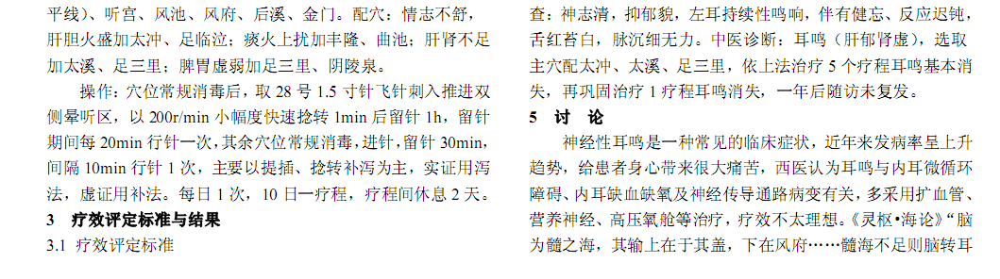 平线）、听宫、风池、风府、后溪、金门。配穴：情志不舒，
肝胆火盛加太冲、足临泣；痰火上扰加丰隆、曲池；肝肾不足
加太溪、足三里；脾胃虚弱加足三里、阴陵泉。
操作：穴位常规消毒后，取 28 号 1.5 寸针飞针刺入推进双
侧晕听区，以 200r/min 小幅度快速捻转 1min 后留针 1h，留针
期间每 20min 行针一次，其余穴位常规消毒，进针，留针 30min，
间隔 10min 行针 1 次，主要以提插、捻转补泻为主，实证用泻
法，虚证用补法。每日 1 次，10 日一疗程，疗程间休息 2 天。
3 疗效评定标准与结果
3.1 疗效评定标准
查：神志清，抑郁貌，左耳持续性鸣响，伴有健忘、反应迟钝，
舌红苔白，脉沉细无力。中医诊断：耳鸣（肝郁肾虚），选取
主穴配太冲、太溪、足三里，依上法治疗 5 个疗程耳鸣基本消
失，再巩固治疗 1 疗程耳鸣消失，一年后随访未复发。
5 讨 论
神经性耳鸣是一种常见的临床症状，近年来发病率呈上升
趋势，给患者身心带来很大痛苦，西医认为耳鸣与内耳微循环
障碍、内耳缺血缺氧及神经传导通路病变有关，多采用扩血管、
营养神经、高压氧舱等治疗，疗效不太理想。《灵枢•海论》“脑
为髓之海，其输上在于其盖，下在风府……髓海不足则脑转耳